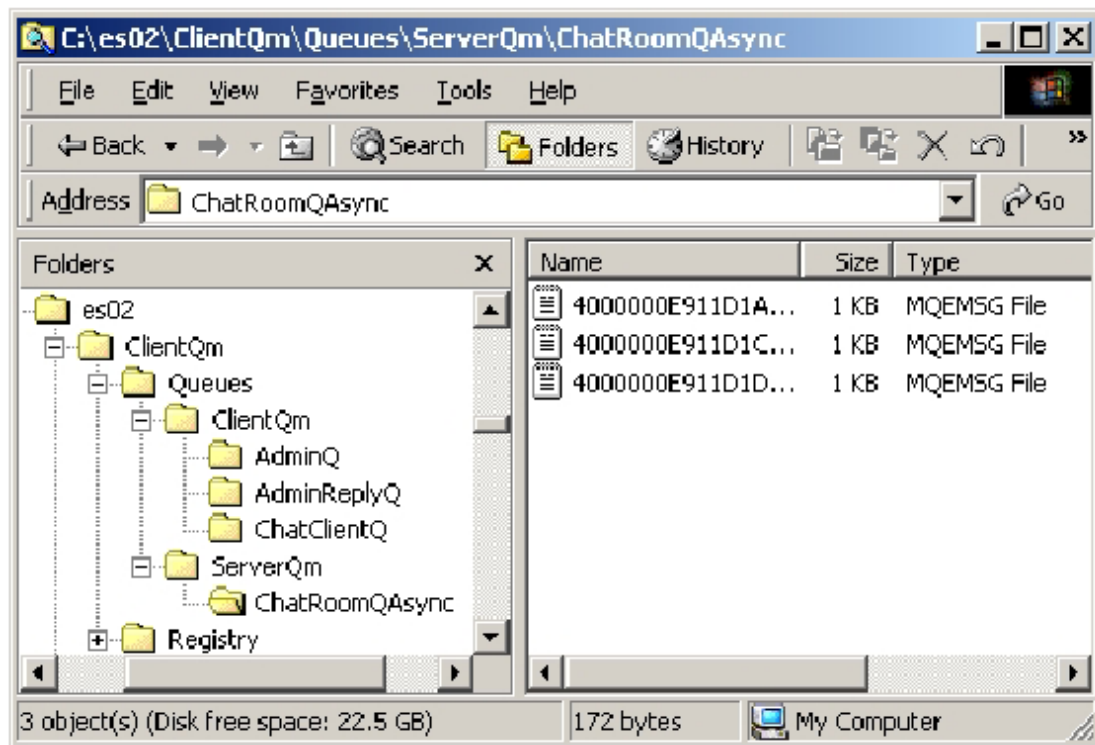 C:\es02\ClientQm\Queues\ServerQm\ChatRoomQAsync
File Edit View Favorites Tools Help
Back Search Folders History »
Address ChatRoomQAsync Go
Folders x
es02
ClientQm
Queues
ClientQm
AdminQ
AdminReplyQ
ChatClientQ
ServerQm
ChatRoomQAsync
Registry
Name Size Type
4000000E911D1A... 1 KB MQEMSG File
4000000E911D1C... 1 KB MQEMSG File
4000000E911D1D... 1 KB MQEMSG File
3 object(s) (Disk free space: 22.5 GB) 172 bytes My Computer